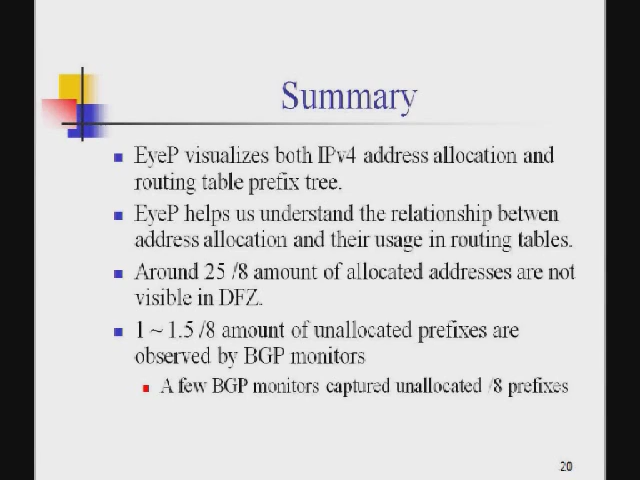 Summary
EyeP visualizes both IPv4 address allocation and
routing table prefix tree.
EyeP helps us understand the relationship betwen
address allocation and their usage in routing tables.
Around 25 /8 amount of allocated addresses are not
visible in DFZ.
1 ~ 1.5 /8 amount of unallocated prefixes are
observed by BGP monitors
A few BGP monitors captured unallocated /8 prefixes
20